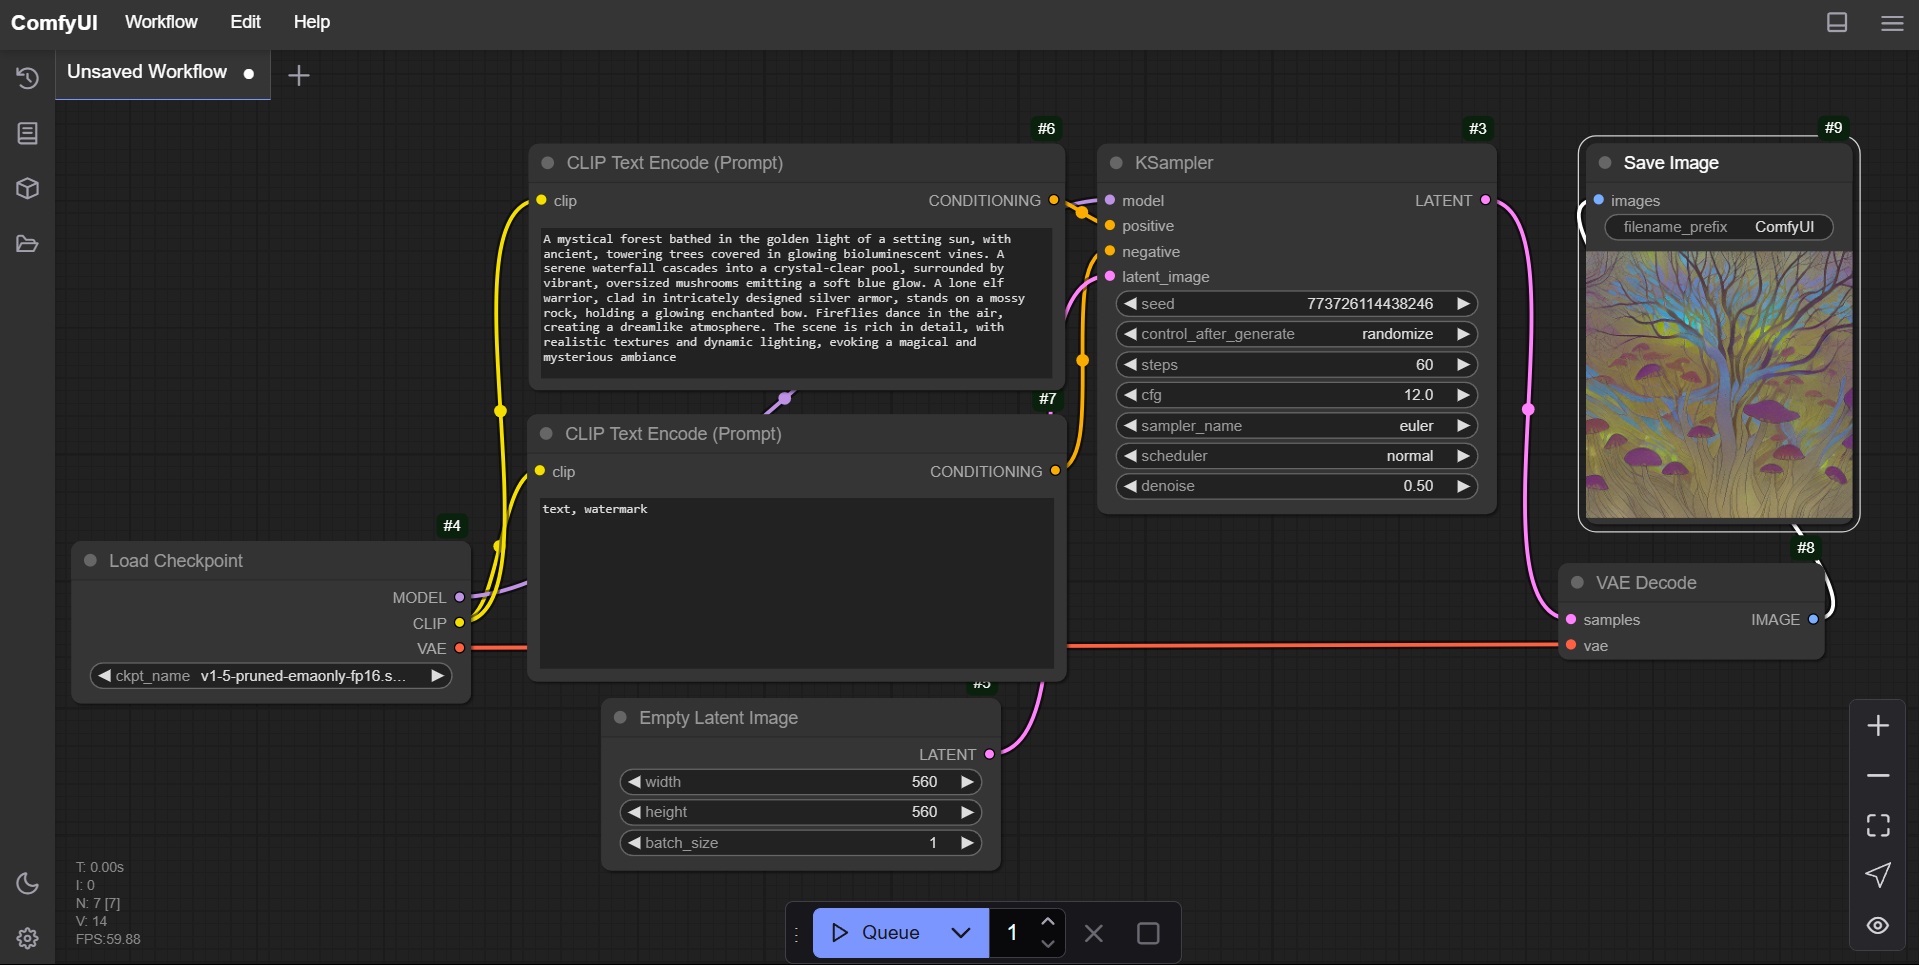 ComfyUI Workflow Edit Help
Unsaved Workflow
#6
CLIP Text Encode (Prompt)
clip CONDITIONING
A mystical forest bathed in the golden light of a setting sun, with
ancient, towering trees covered in glowing bioluminescent vines. A
serene waterfall cascades into a crystal-clear pool, surrounded by
vibrant, oversized mushrooms emitting a soft blue glow. A lone elf
warrior, clad in intricately designed silver armor, stands on a mossy
rock, holding a glowing enchanted bow. Fireflies dance in the air,
creating a dreamlike atmosphere. The scene is rich in detail, with
realistic textures and dynamic lighting, evoking a magical and
mysterious ambiance
#7
CLIP Text Encode (Prompt)
clip CONDITIONING
text, watermark
#3
KSampler
model LATENT
positive
negative
latent_image
seed 773726114438246
control_after_generate randomize
steps 60
cfg 12.0
sampler_name euler
scheduler normal
denoise 0.50
#9
Save Image
images
filename_prefix ComfyUI
#4
Load Checkpoint
MODEL
CLIP
VAE
ckpt_name v1-5-pruned-emaonly-fp16.s...
#8
VAE Decode
samples IMAGE
vae
#5
Empty Latent Image
LATENT
width 560
height 560
batch_size 1
T: 0.00s
I: 0
N: 7 [7]
V: 14
FPS:59.88
Queue 1